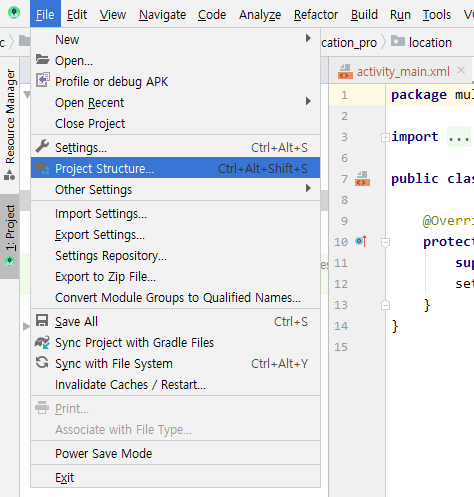 File Edit View Navigate Code Analyze Refactor Build Run Tools
New
Open...
Profile or debug APK
Open Recent
Close Project
Settings... Ctrl+Alt+S
Project Structure... Ctrl+Alt+Shift+S
Other Settings
Import Settings...
Export Settings...
Settings Repository...
Export to Zip File...
Convert Module Groups to Qualified Names...
Save All Ctrl+S
Sync Project with Gradle Files
Sync with File System Ctrl+Alt+Y
Invalidate Caches / Restart...
Print...
Associate with File Type...
Power Save Mode
Exit
Resource Manager
1: Project
cation_pro location
activity_main.xml
1 package mul
2
3 import ...
6
7 public clas
8
9 @Overri
10 protec
11 sup
12 set
13 }
14 }
15